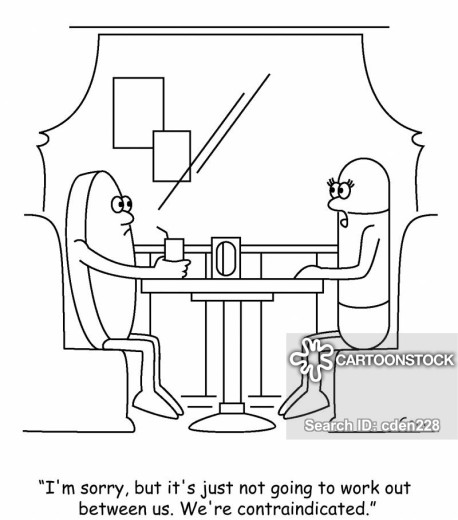 CARTOONSTOCK
Search ID: cden228
"I'm sorry, but it's just not going to work out
between us. We're contraindicated."